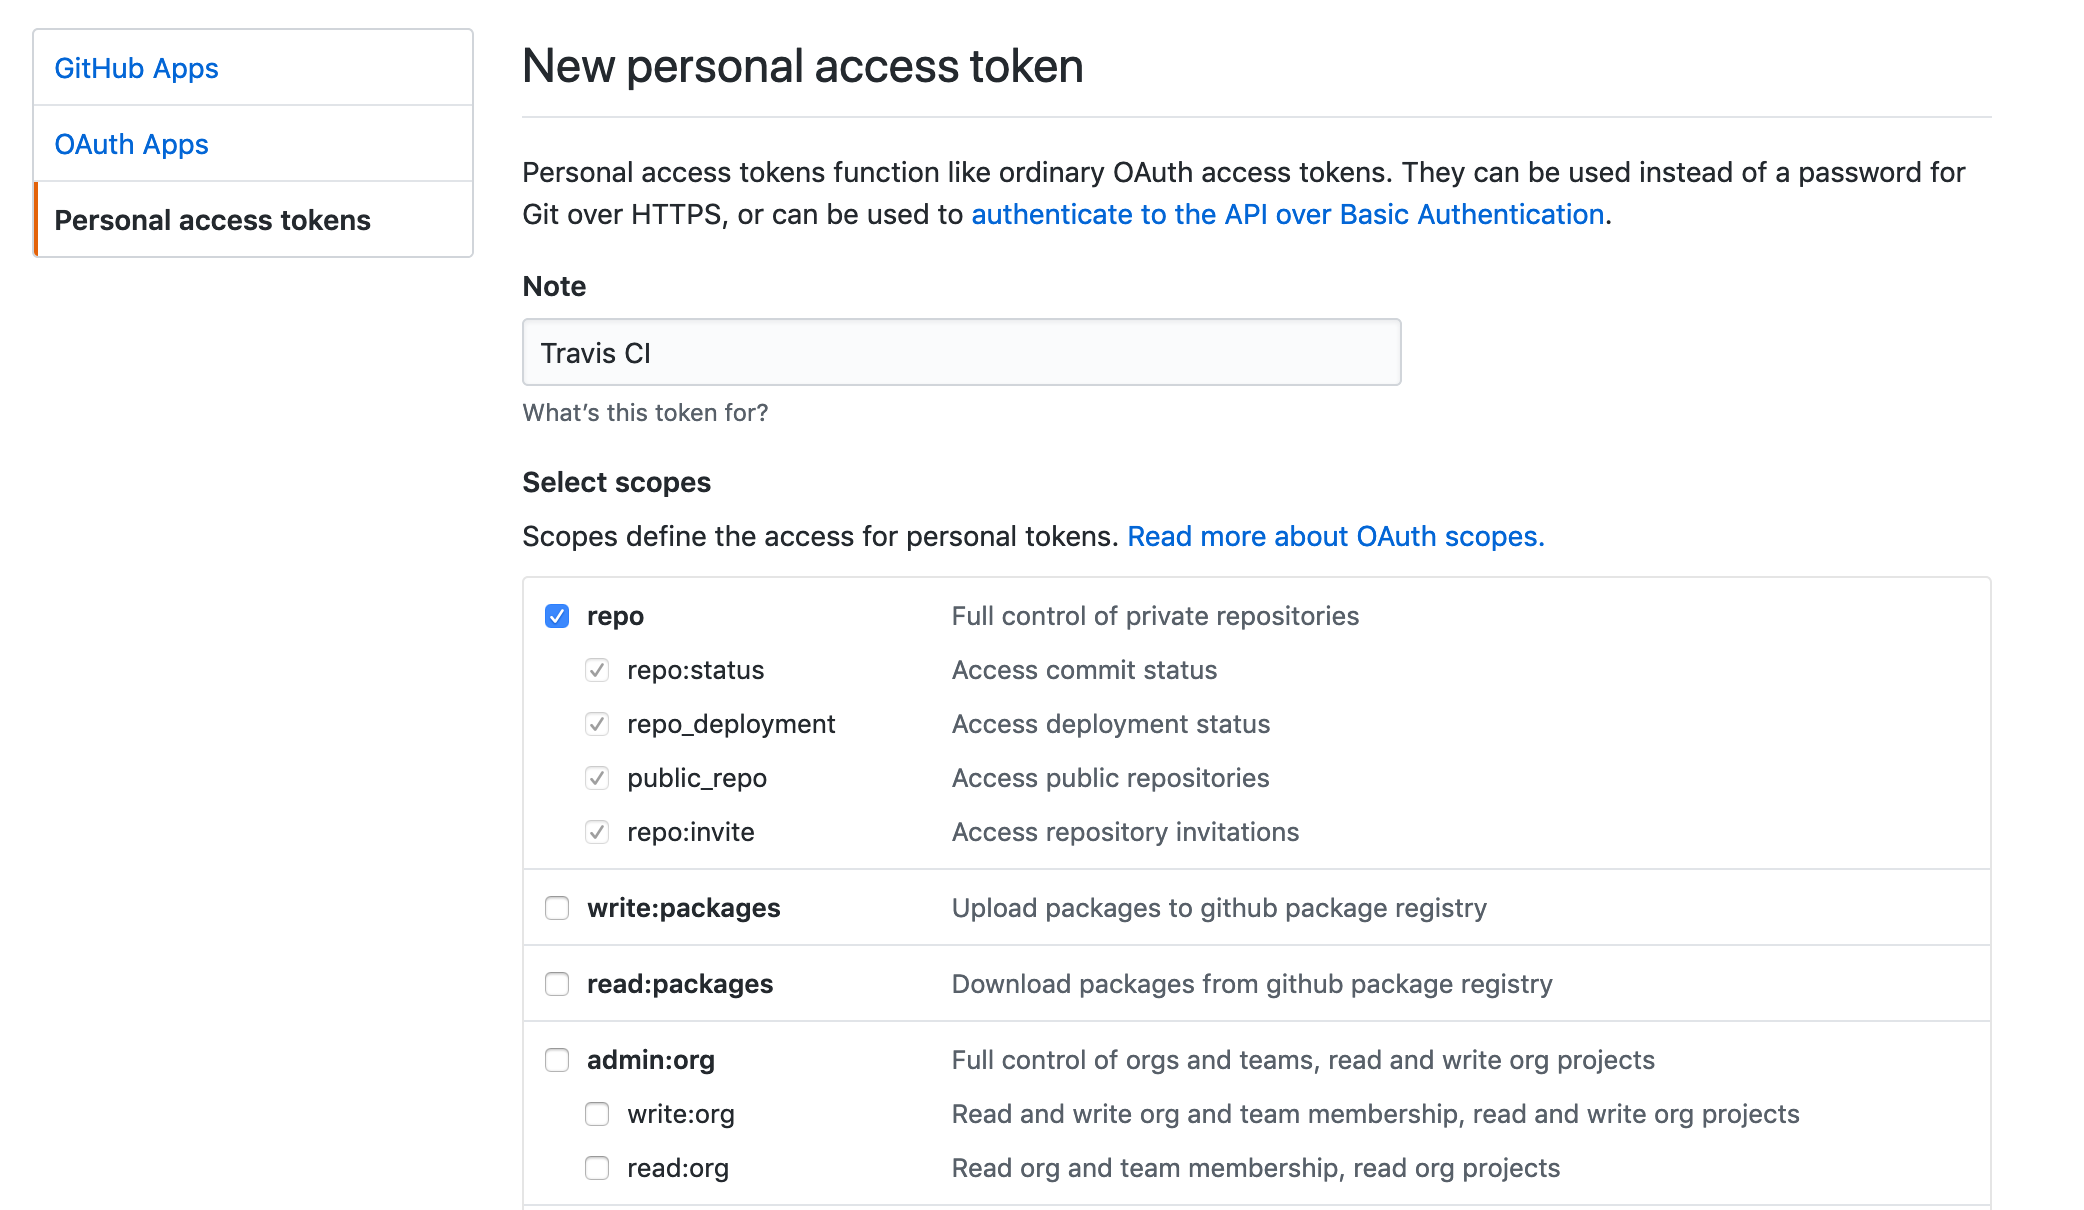 GitHub Apps
OAuth Apps
Personal access tokens
New personal access token
Personal access tokens function like ordinary OAuth access tokens. They can be used instead of a password for
Git over HTTPS, or can be used to authenticate to the API over Basic Authentication.
Note
Travis CI
What's this token for?
Select scopes
Scopes define the access for personal tokens. Read more about OAuth scopes.
repo Full control of private repositories
repo:status Access commit status
repo_deployment Access deployment status
public_repo Access public repositories
repo:invite Access repository invitations
write:packages Upload packages to github package registry
read:packages Download packages from github package registry
admin:org Full control of orgs and teams, read and write org projects
write:org Read and write org and team membership, read and write org projects
read:org Read org and team membership, read org projects